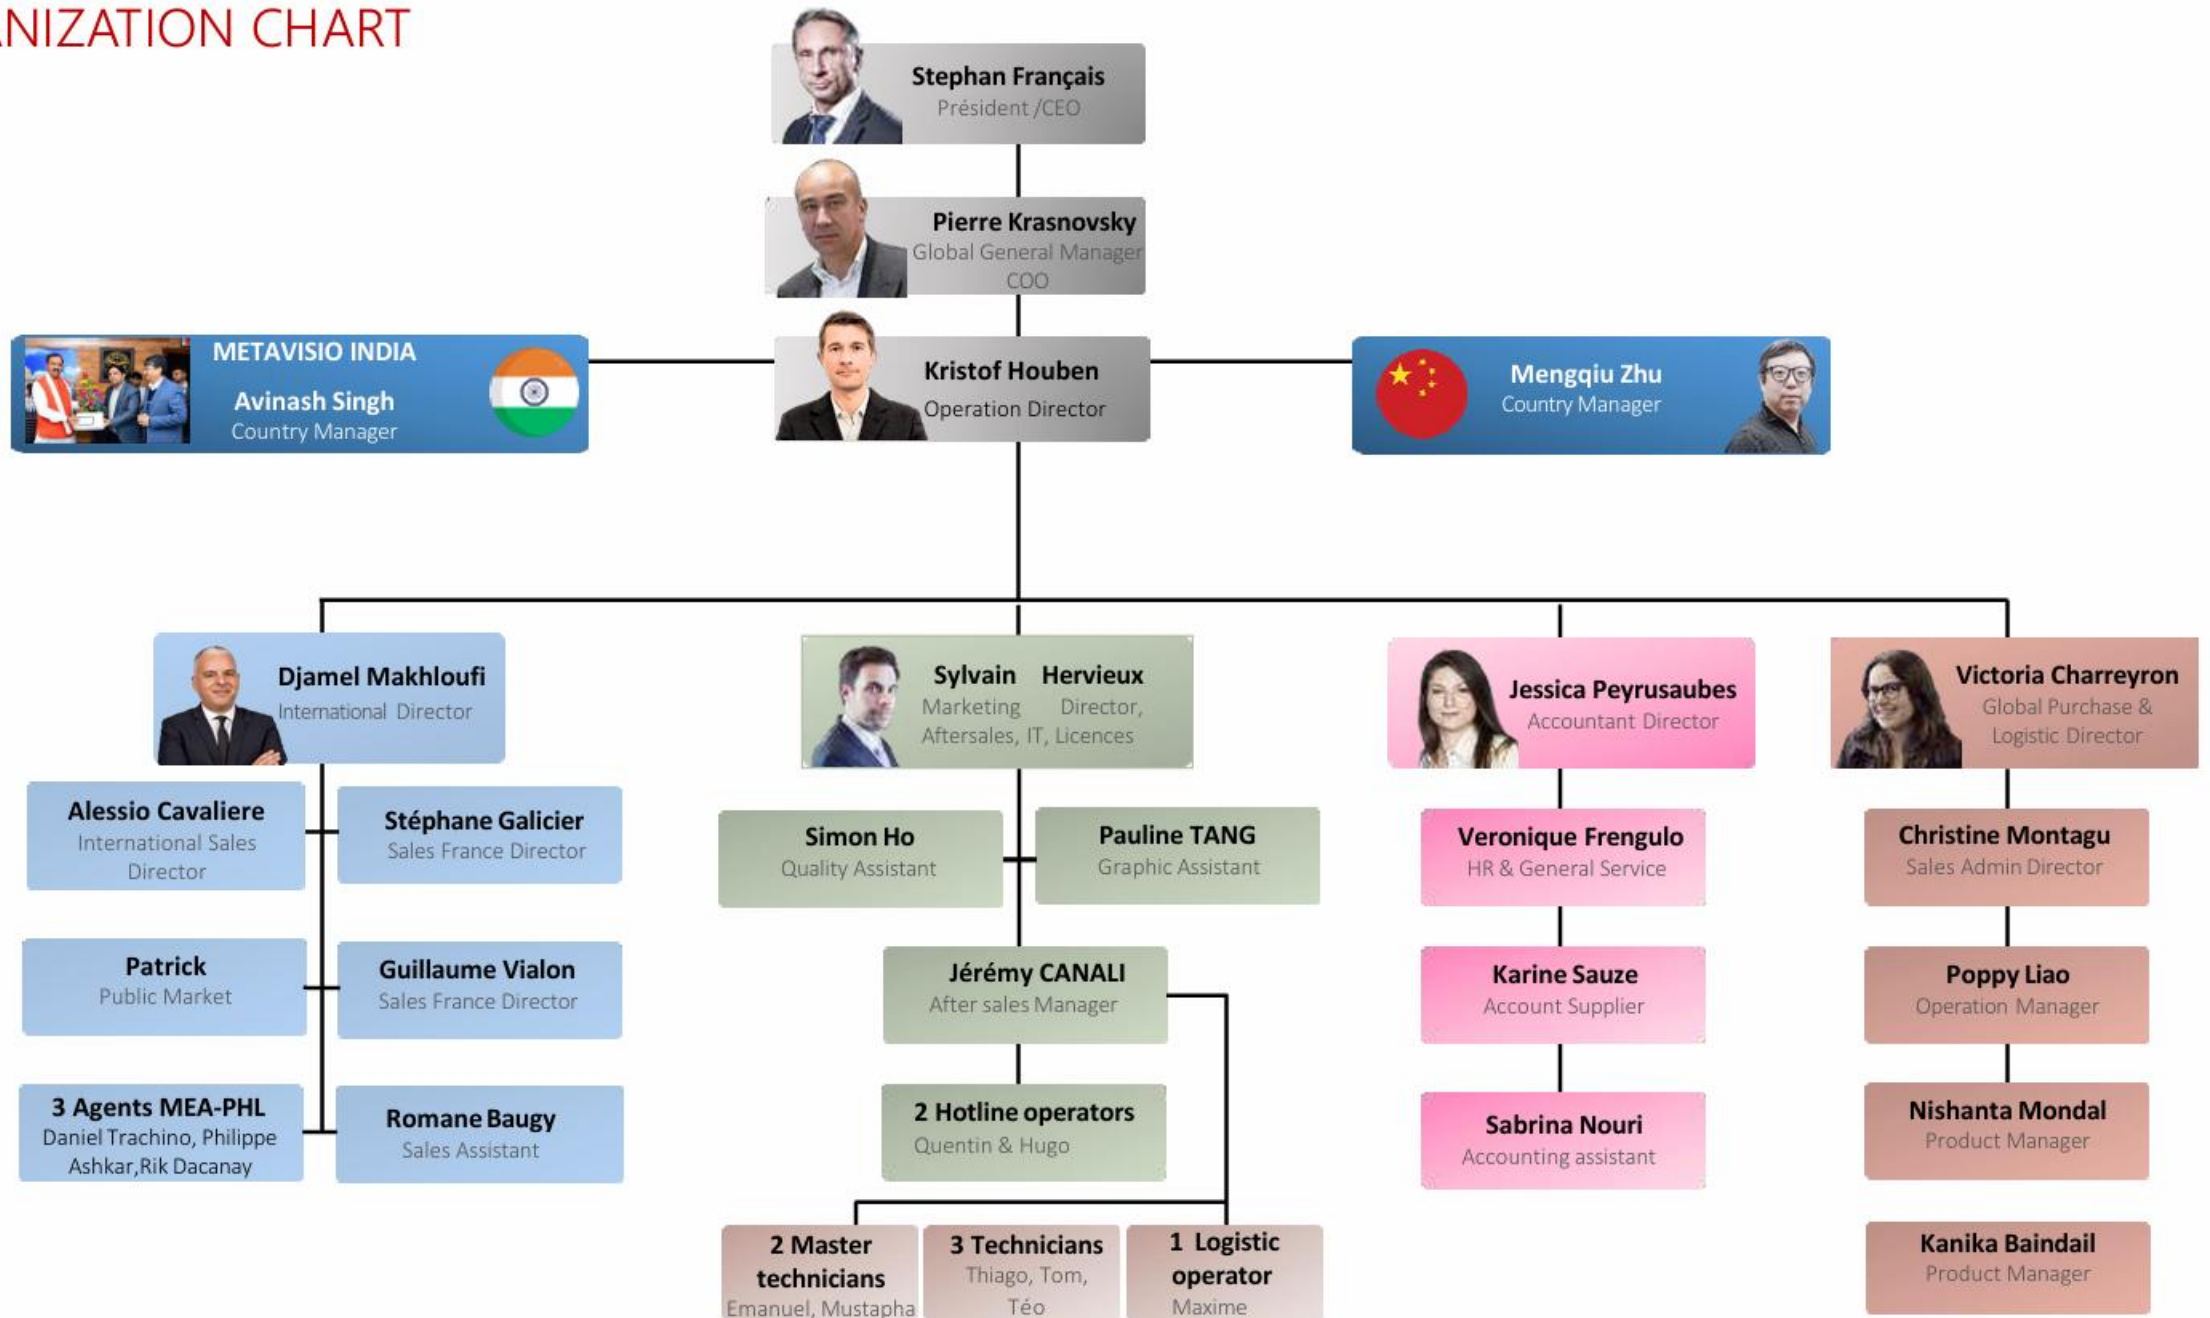 ANIZATION CHART
Stephan Français
Président /CEO
Pierre Krasnovsky
Global General Manager
COO
METAVISIO INDIA
Avinash Singh
Country Manager
Kristof Houben
Operation Director
Mengqiu Zhu
Country Manager
Djamel Makhloufi
International Director
Sylvain Hervieux
Marketing Director,
Aftersales, IT, Licences
Jessica Peyrusaubes
Accountant Director
Victoria Charreyron
Global Purchase &
Logistic Director
Alessio Cavaliere
International Sales
Director
Stéphane Galicier
Sales France Director
Simon Ho
Quality Assistant
Pauline TANG
Graphic Assistant
Veronique Frengulo
HR & General Service
Christine Montagu
Sales Admin Director
Patrick
Public Market
Guillaume Vialon
Sales France Director
Jérémy CANALI
After sales Manager
Karine Sauze
Account Supplier
Poppy Liao
Operation Manager
3 Agents MEA-PHL
Daniel Trachino, Philippe
Ashkar,Rik Dacanay
Romane Baugy
Sales Assistant
2 Hotline operators
Quentin & Hugo
Sabrina Nouri
Accounting assistant
Nishanta Mondal
Product Manager
2 Master
technicians
Emanuel, Mustapha
3 Technicians
Thiago, Tom,
Téo
1 Logistic
operator
Maxime
Kanika Baindail
Product Manager